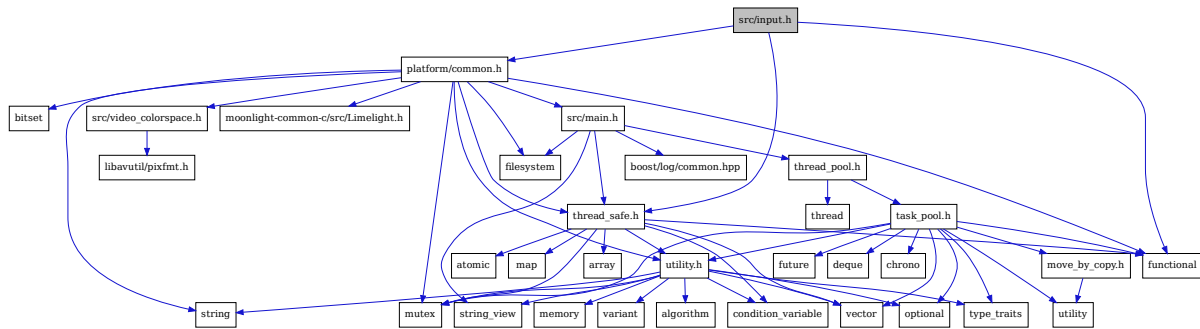 src/input.h
platform/common.h
bitset
src/video_colorspace.h
moonlight-common-c/src/Limelight.h
src/main.h
libavutil/pixfmt.h
filesystem
boost/log/common.hpp
thread_pool.h
thread_safe.h
thread
task_pool.h
atomic
map
array
utility.h
future
deque
chrono
move_by_copy.h
functional
string
mutex
string_view
memory
variant
algorithm
condition_variable
vector
optional
type_traits
utility